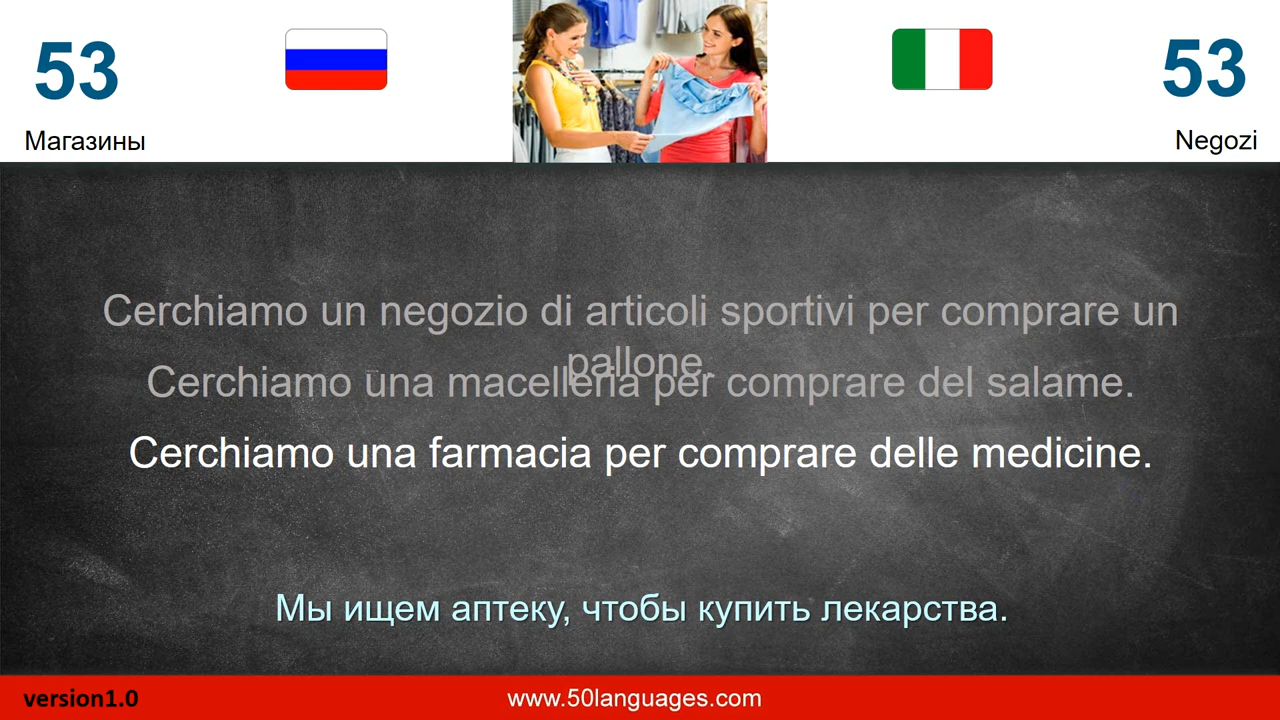 53
53
Магазины
Negozi
Cerchiamo un negozio di articoli sportivi per comprare un
pallone.
Cerchiamo una macelleria per comprare del salame.
Cerchiamo una farmacia per comprare delle medicine.
Мы ищем аптеку, чтобы купить лекарства.
version1.0
www.50languages.com